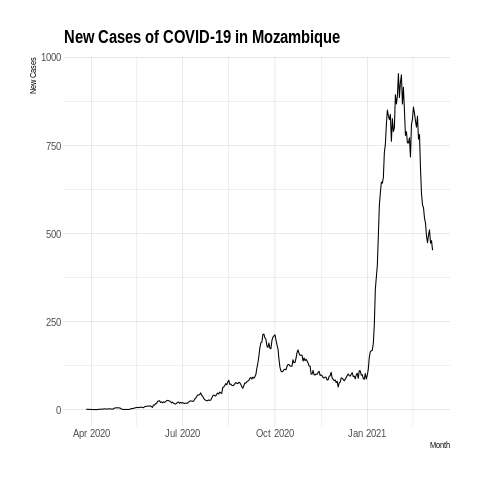 New Cases of COVID-19 in Mozambique
New Cases
1000
750
500
250
0
Apr 2020
Jul 2020
Oct 2020
Jan 2021
Month